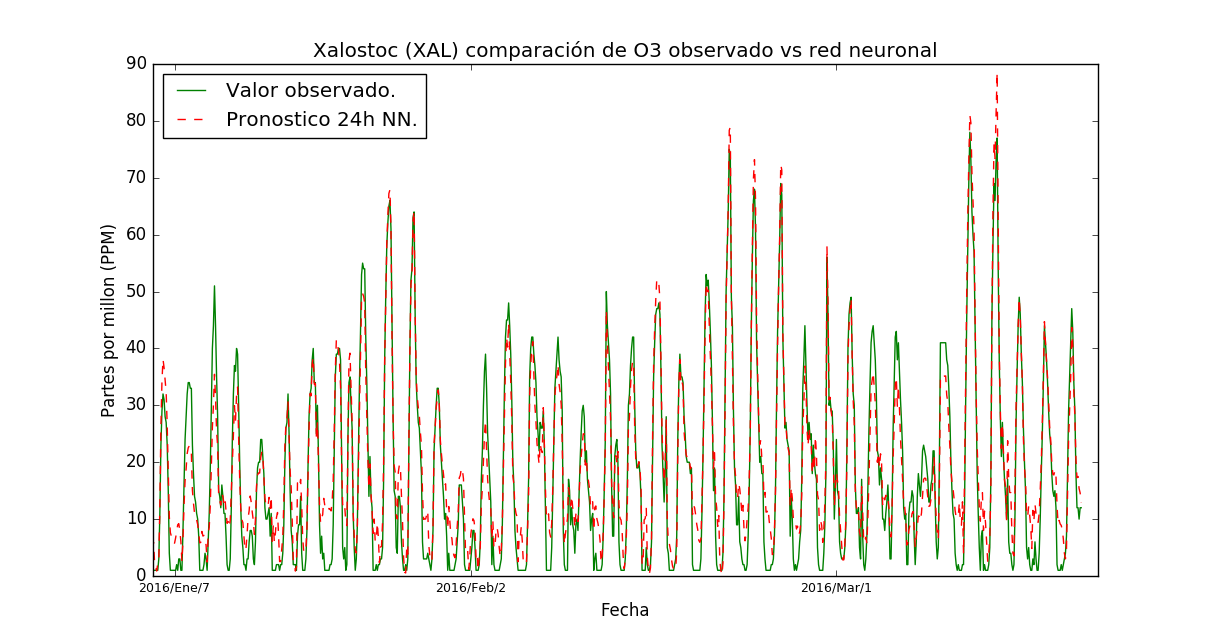 Xalostoc (XAL) comparación de O3 observado vs red neuronal
90
80
70
60
50
40
30
20
10
0
Partes por millon (PPM)
Valor observado.
Pronostico 24h NN.
2016/Ene/7
2016/Feb/2
2016/Mar/1
Fecha